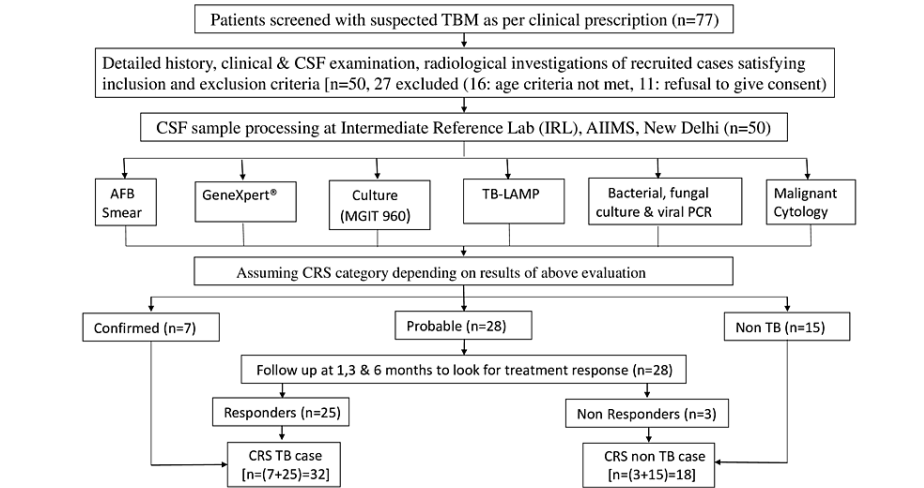 Patients screened with suspected TBM as per clinical prescription (n=77)
Detailed history, clinical & CSF examination, radiological investigations of recruited cases satisfying
inclusion and exclusion criteria [n=50, 27 excluded (16: age criteria not met, 11: refusal to give consent)
CSF sample processing at Intermediate Reference Lab (IRL), AIIMS, New Delhi (n=50)
AFB
Smear
GeneXpert®
Culture
(MGIT 960)
TB-LAMP
Bacterial, fungal
culture & viral PCR
Malignant
Cytology
Assuming CRS category depending on results of above evaluation
Confirmed (n=7)
Probable (n=28)
Non TB (n=15)
Follow up at 1,3 & 6 months to look for treatment response (n=28)
Responders (n=25)
Non Responders (n=3)
CRS TB case
[n=(7+25)=32]
CRS non TB case
[n=(3+15)=18]